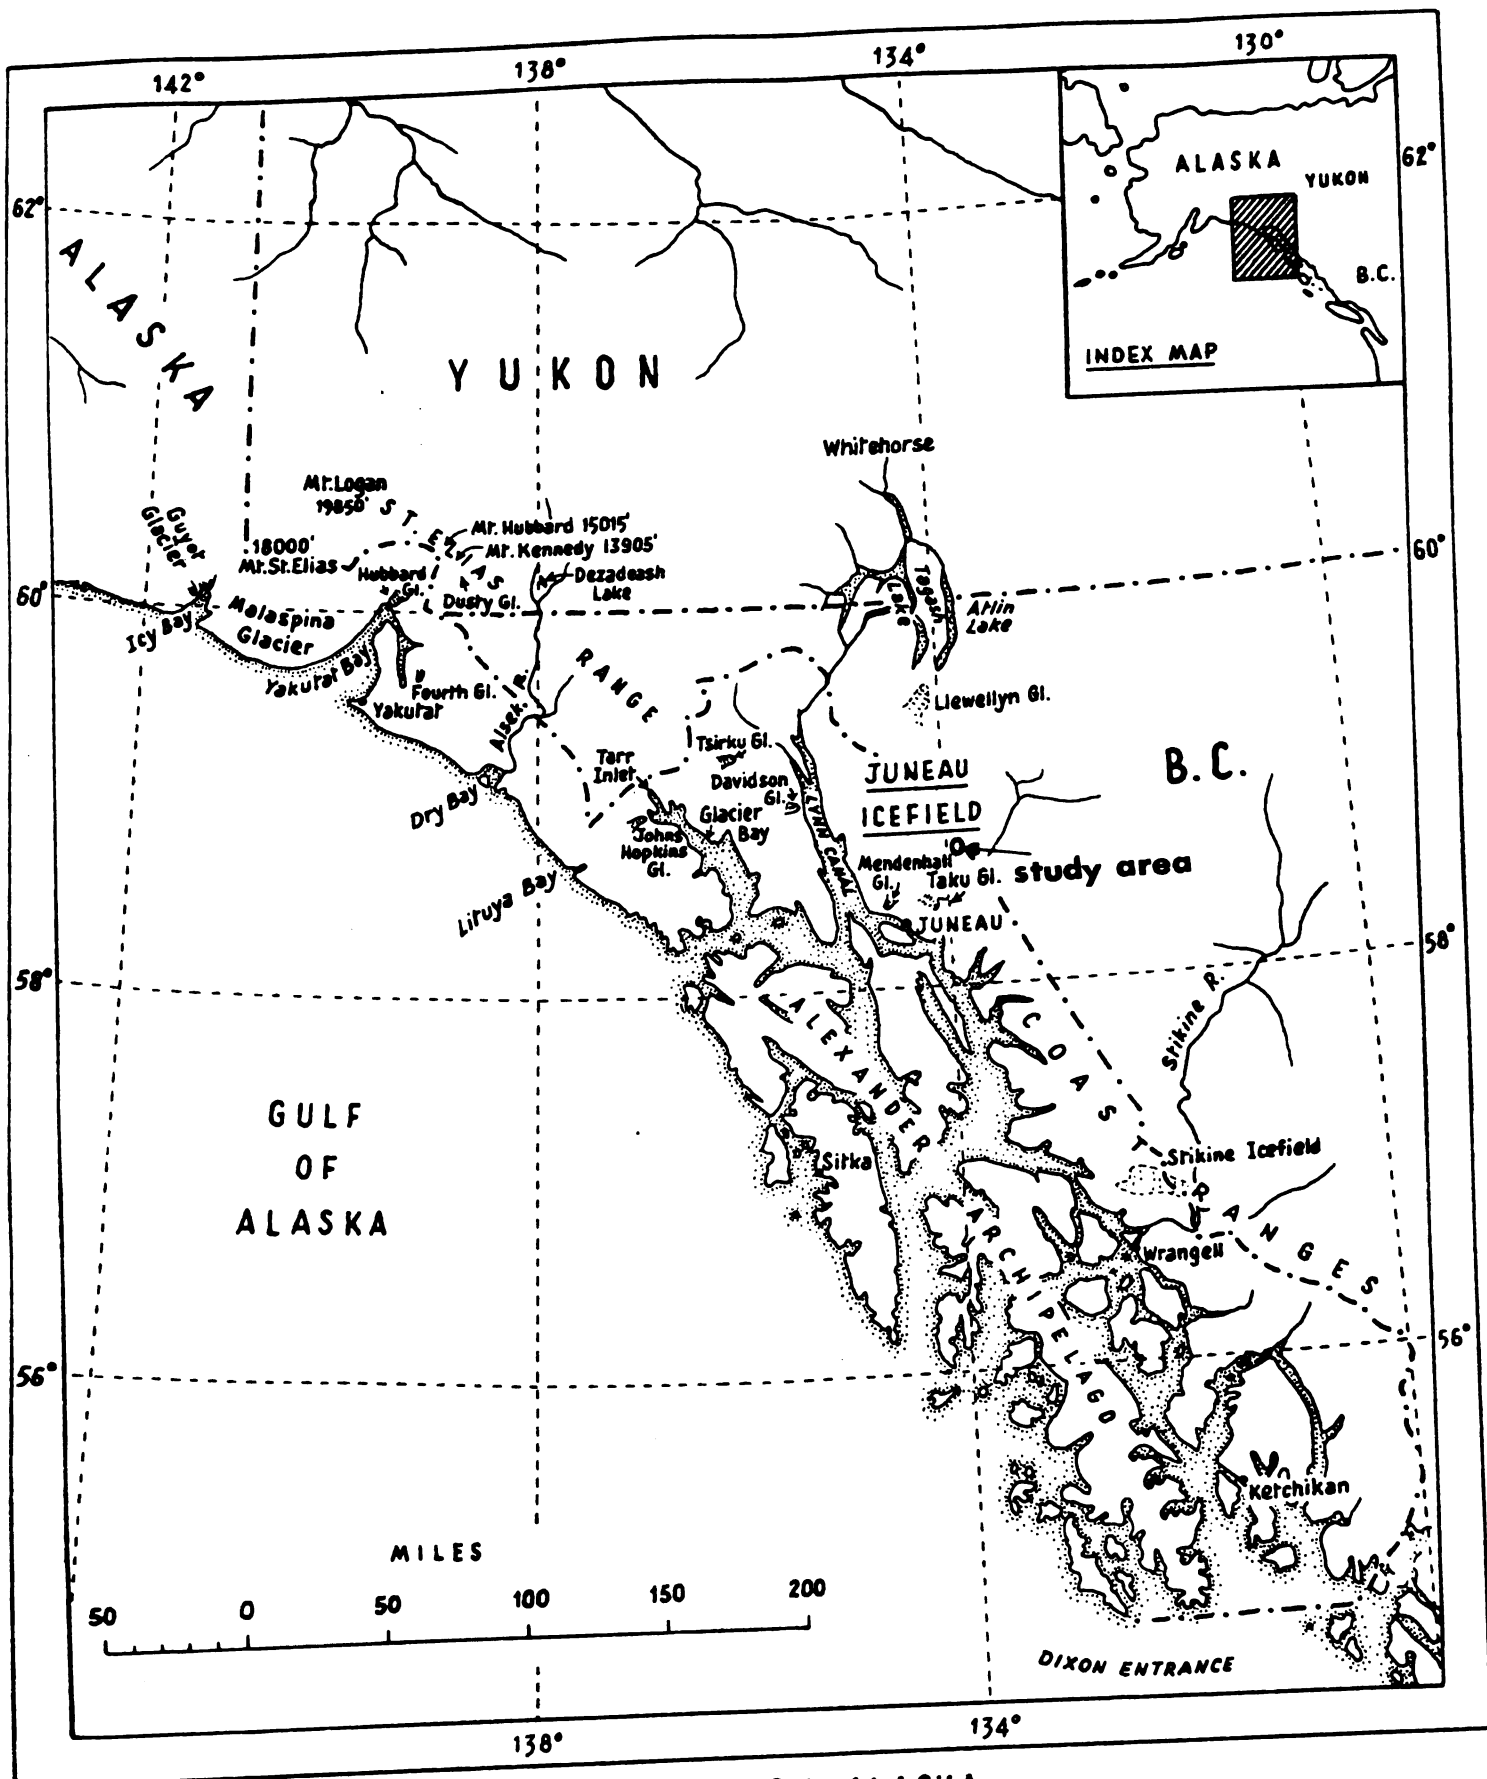 142°
138°
134°
130°
62°
62°
ALASKA
YUKON
B.C.
INDEX MAP
ALASKA
YUKON
Whitehorse
Mt. Logan
19850'
ST. ELIAS
RANGE
Mt. Hubbard 15015'
Mt. Kennedy 13905'
18000'
Mt. St. Elias
Guyot
Glacier
Hubbard
Gl.
Dusty Gl.
Dezadeash
Lake
60°
60°
Tagash
Lake
Atlin
Lake
Icy Bay
Malaspina
Glacier
Yakutat Bay
Fourth Gl.
Yakutat
Alsek. R.
Llewellyn Gl.
Tarr
Inlet
Tsirku Gl.
Davidson
Gl.
JUNEAU
ICEFIELD
B.C.
Dry Bay
Johns
Hopkins
Gl.
Glacier
Bay
LYNN CANAL
Mendenhall
Gl.
Taku Gl.
study area
Lituya Bay
JUNEAU
58°
58°
Stikine R.
ALEXANDER
ARCHIPELAGO
COAST
RANGES
GULF
OF
ALASKA
Sitka
Stikine Icefield
Wrangell
56°
56°
Ketchikan
MILES
50 0 50 100 150 200
DIXON ENTRANCE
138°
134°